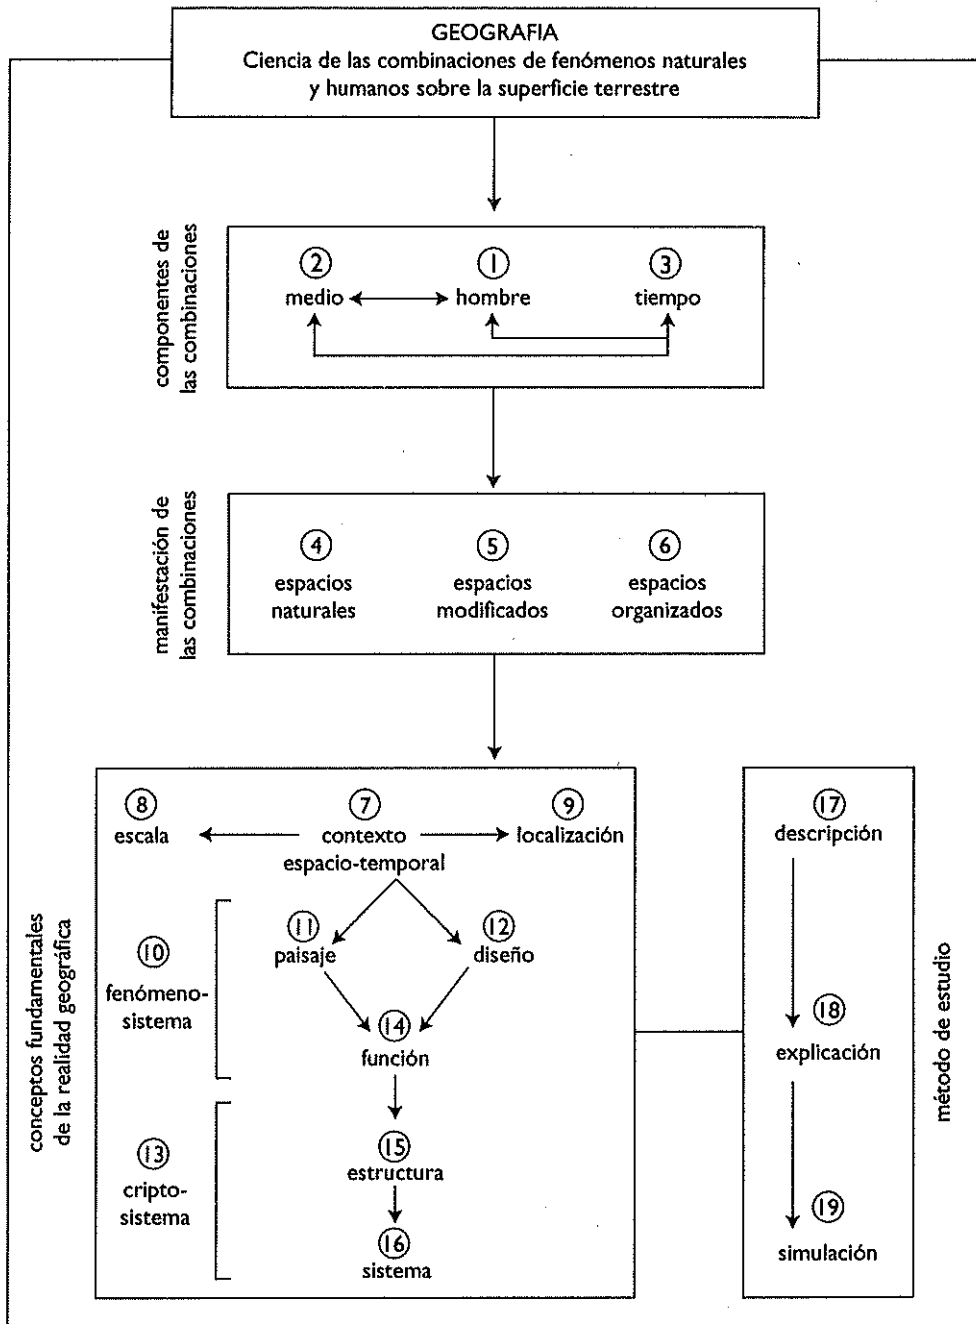 GEOGRAFIA
Ciencia de las combinaciones de fenómenos naturales
y humanos sobre la superficie terrestre
componentes de
las combinaciones
2 1 3
medio hombre tiempo
manifestación de
las combinaciones
4 5 6
espacios espacios espacios
naturales modificados organizados
conceptos fundamentales
de la realidad geográfica
8 7 9
escala contexto localización
espacio-temporal
11 12
paisaje diseño
10
fenómeno-
sistema
14
función
13
cripto-
sistema
15
estructura
16
sistema
17
descripción
18
explicación
19
simulación
método de estudio